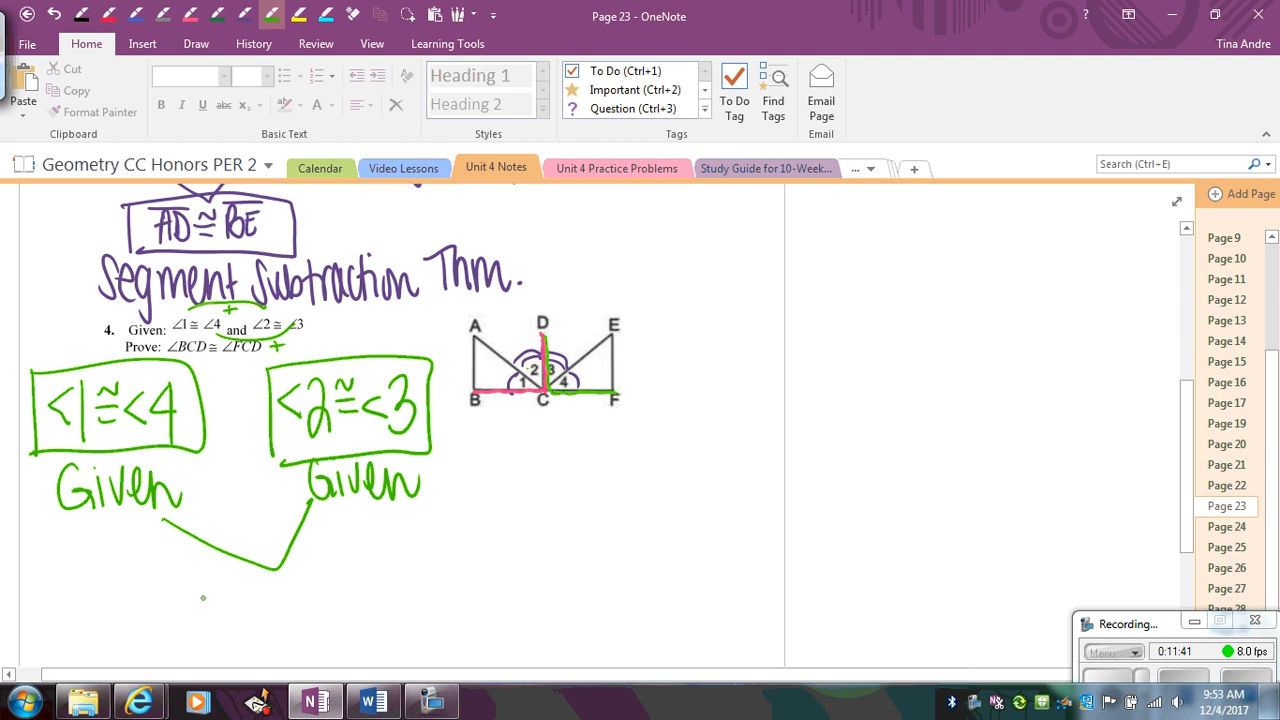 Page 23 - OneNote
Tina Andre
File Home Insert Draw History Review View Learning Tools
Paste
Cut
Copy
Format Painter
Clipboard
Basic Text
Heading 1
Heading 2
Styles
To Do (Ctrl+1)
Important (Ctrl+2)
Question (Ctrl+3)
Tags
To Do Tag
Find Tags
Email Page
Email
Geometry CC Honors PER 2
Calendar
Video Lessons
Unit 4 Notes
Unit 4 Practice Problems
Study Guide for 10-Week...
Search (Ctrl+E)
Add Page
AD ≅ BE
Segment Subtraction Thm.
4. Given: ∠1 ≅ ∠4 and ∠2 ≅ ∠3
Prove: ∠BCD ≅ ∠FCD
<1 ≅ <4
Given
<2 ≅ <3
Given
A D E
1 2 3 4
B C F
Page 9
Page 10
Page 11
Page 12
Page 13
Page 14
Page 15
Page 16
Page 17
Page 18
Page 19
Page 20
Page 21
Page 22
Page 23
Page 24
Page 25
Page 26
Page 27
Page 28
Recording...
Menu
0:11:41
8.0 fps
9:53 AM
12/4/2017